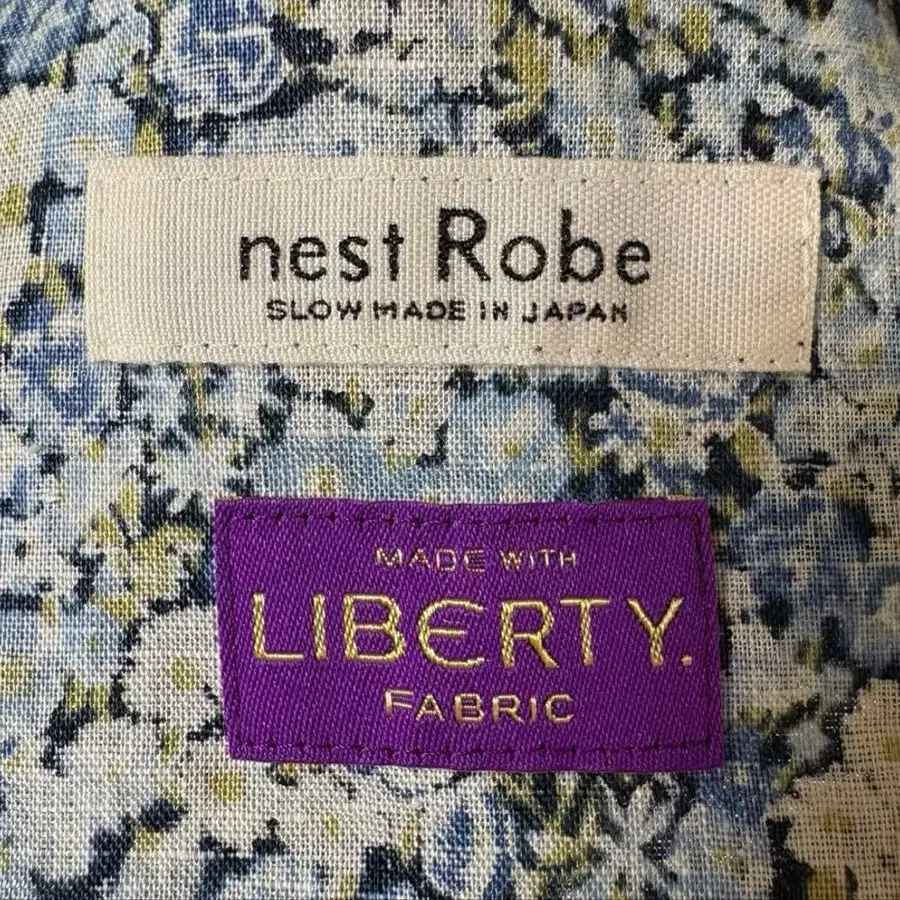 nest Robe
SLOW MADE IN JAPAN
MADE WITH
LIBERTY.
FABRIC